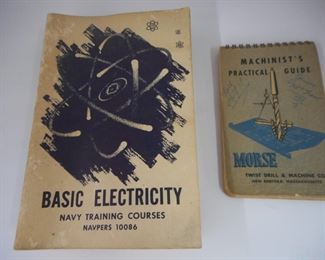 BASIC ELECTRICITY
NAVY TRAINING COURSES
NAVPERS 10086
MACHINIST'S
PRACTICAL GUIDE
MORSE
TWIST DRILL & MACHINE CO.
NEW BEDFORD, MASSACHUSETTS